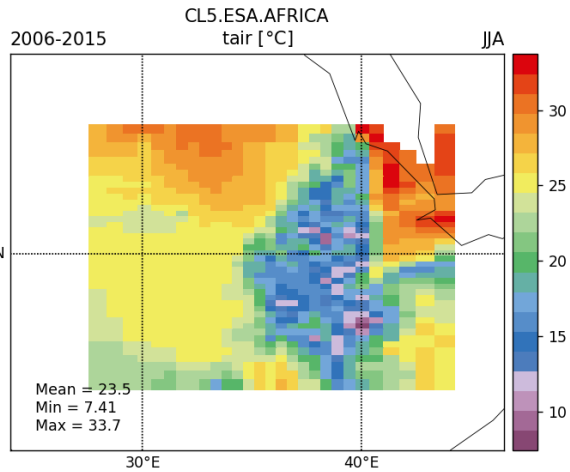 CL5.ESA.AFRICA
2006-2015 tair [°C] JJA
30
25
N
20
15
Mean = 23.5
Min = 7.41
Max = 33.7
10
30°E 40°E